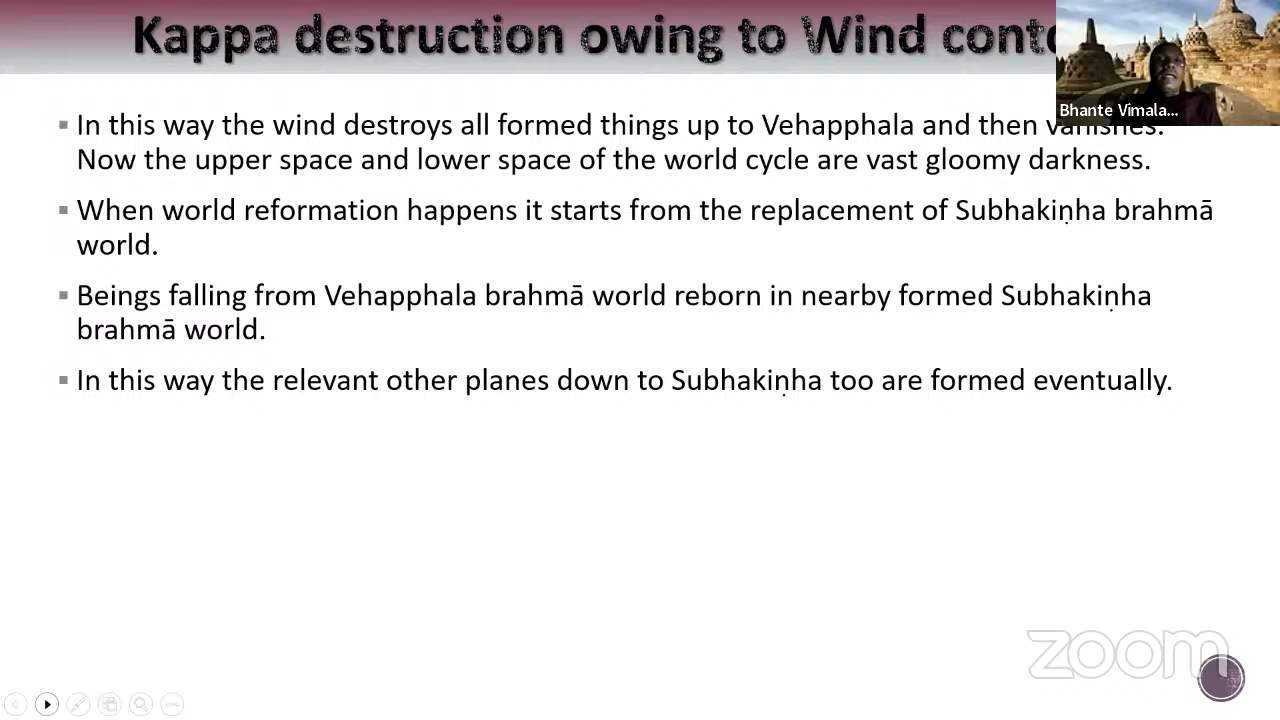 Kappa destruction owing to Wind conto
Bhante Vimala...
In this way the wind destroys all formed things up to Vehapphala and then vanishes.
Now the upper space and lower space of the world cycle are vast gloomy darkness.
When world reformation happens it starts from the replacement of Subhakiṇha brahmā
world.
Beings falling from Vehapphala brahmā world reborn in nearby formed Subhakiṇha
brahmā world.
In this way the relevant other planes down to Subhakiṇha too are formed eventually.
zoom